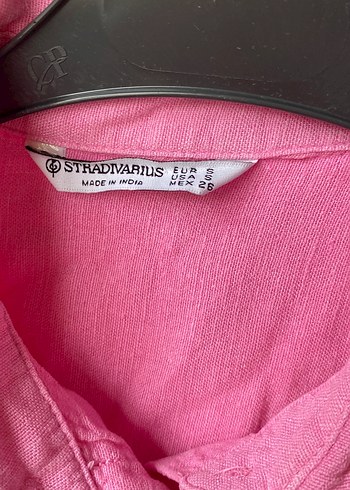 STRADIVARIUS
MADE IN INDIA
EUR S
USA S
MEX 26